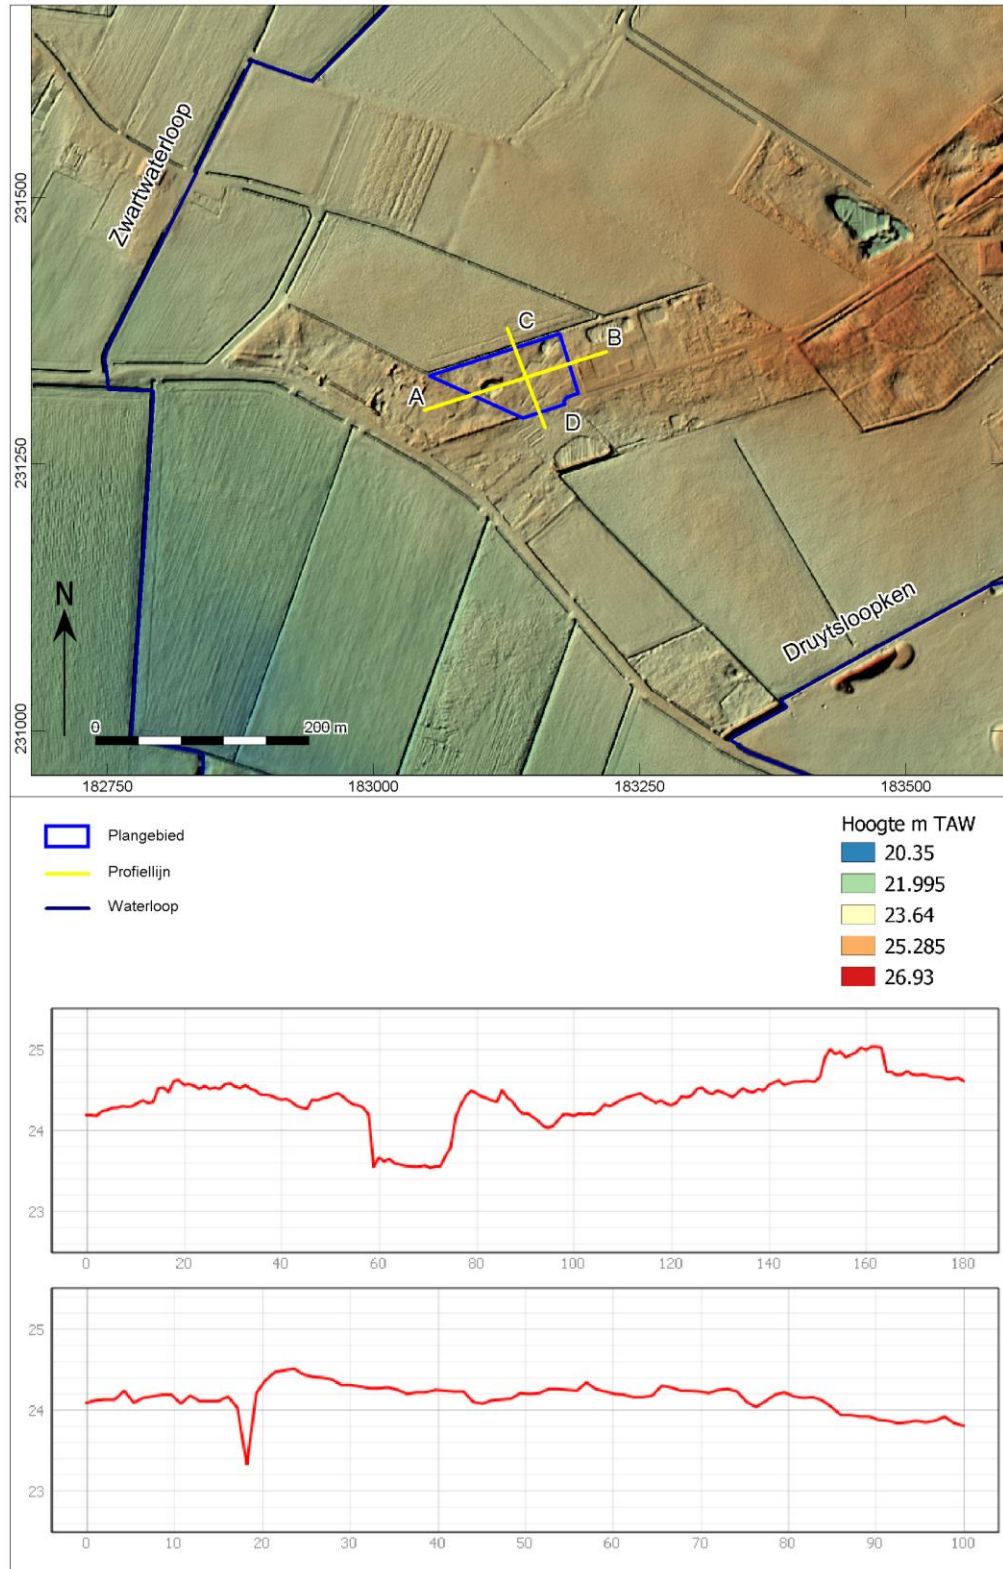 Zwartwaterloop
231500
C
B
A
D
231250
N
Druytsloopken
0 200 m
231000
182750 183000 183250 183500
Plangebied
Profiellijn
Waterloop
Hoogte m TAW
20.35
21.995
23.64
25.285
26.93
25
24
23
0 20 40 60 80 100 120 140 160 180
25
24
23
0 10 20 30 40 50 60 70 80 90 100